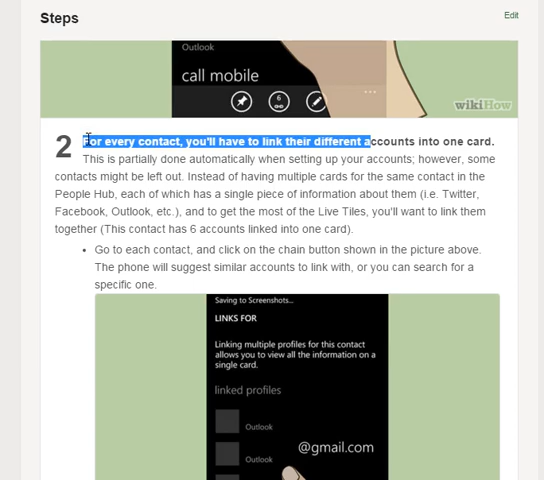 Steps
Edit
Outlook
call mobile
6
wikiHow
2 For every contact, you'll have to link their different accounts into one card.
This is partially done automatically when setting up your accounts; however, some
contacts might be left out. Instead of having multiple cards for the same contact in the
People Hub, each of which has a single piece of information about them (i.e. Twitter,
Facebook, Outlook, etc.), and to get the most of the Live Tiles, you'll want to link them
together (This contact has 6 accounts linked into one card).
• Go to each contact, and click on the chain button shown in the picture above.
The phone will suggest similar accounts to link with, or you can search for a
specific one.
Saving to Screenshots...
LINKS FOR
Linking multiple profiles for this contact
allows you to view all the information on a
single card.
linked profiles
Outlook
@gmail.com
Outlook